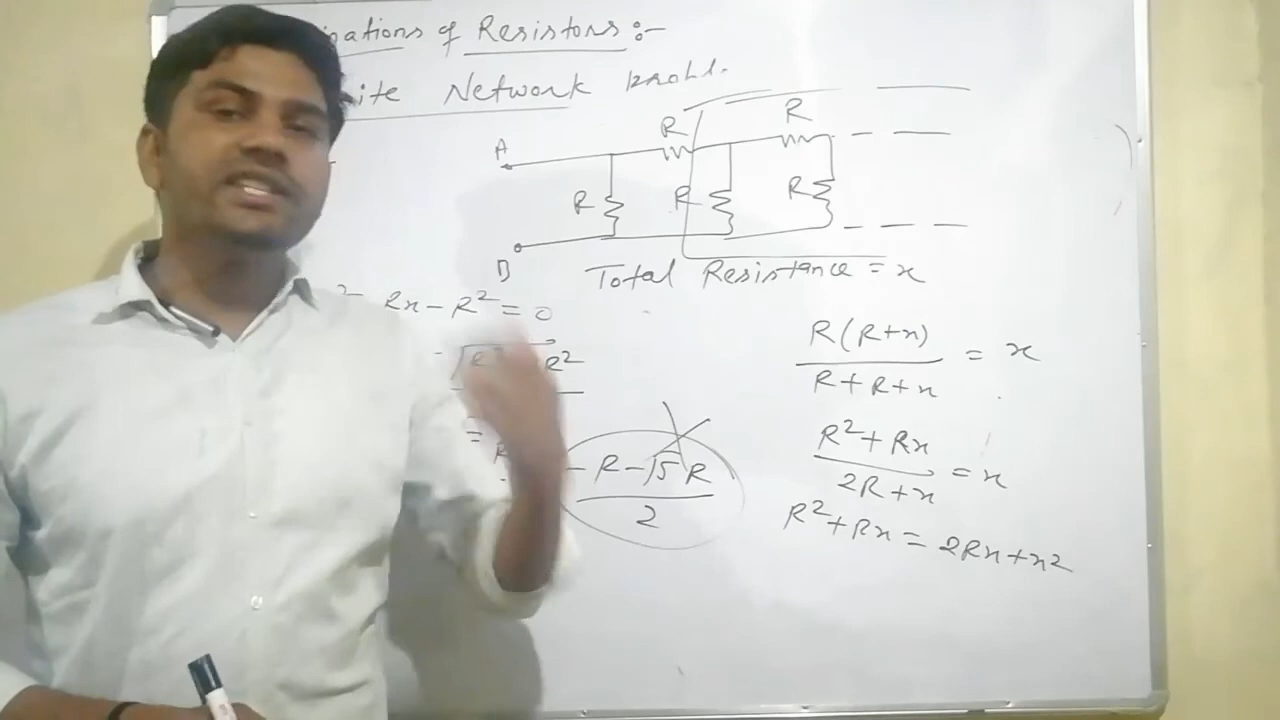 nations of Resistors :-
ite Network Probl.
A
R
R
R
R
R
B
Total Resistance = x
Rx - R² = 0
R²
=
R
- R - √5 R
2
R(R+x)
R+R+x
= x
R² + Rx
2R + x
= x
R² + Rx = 2Rx + x²